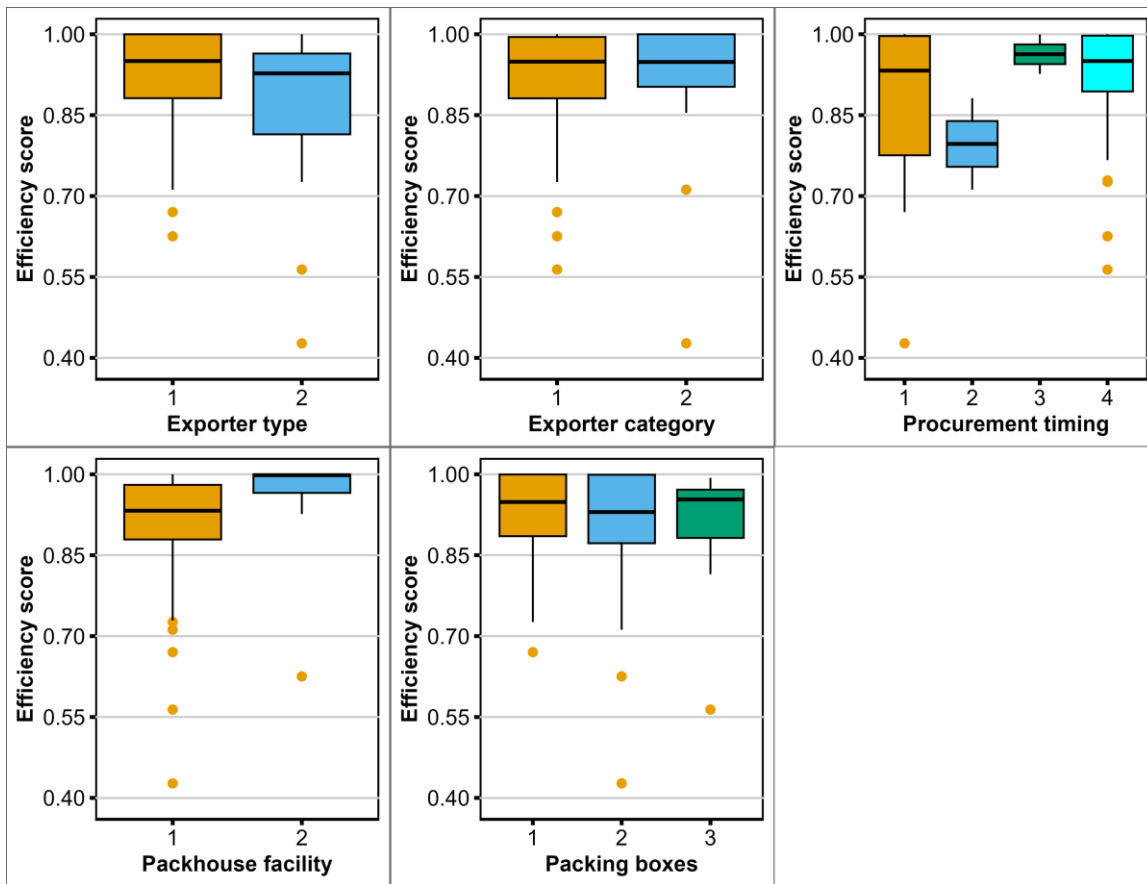 1.00
0.85
0.70
0.55
0.40
Efficiency score
1 2
Exporter type
1.00
0.85
0.70
0.55
0.40
Efficiency score
1 2
Exporter category
1.00
0.85
0.70
0.55
0.40
Efficiency score
1 2 3 4
Procurement timing
1.00
0.85
0.70
0.55
0.40
Efficiency score
1 2
Packhouse facility
1.00
0.85
0.70
0.55
0.40
Efficiency score
1 2 3
Packing boxes